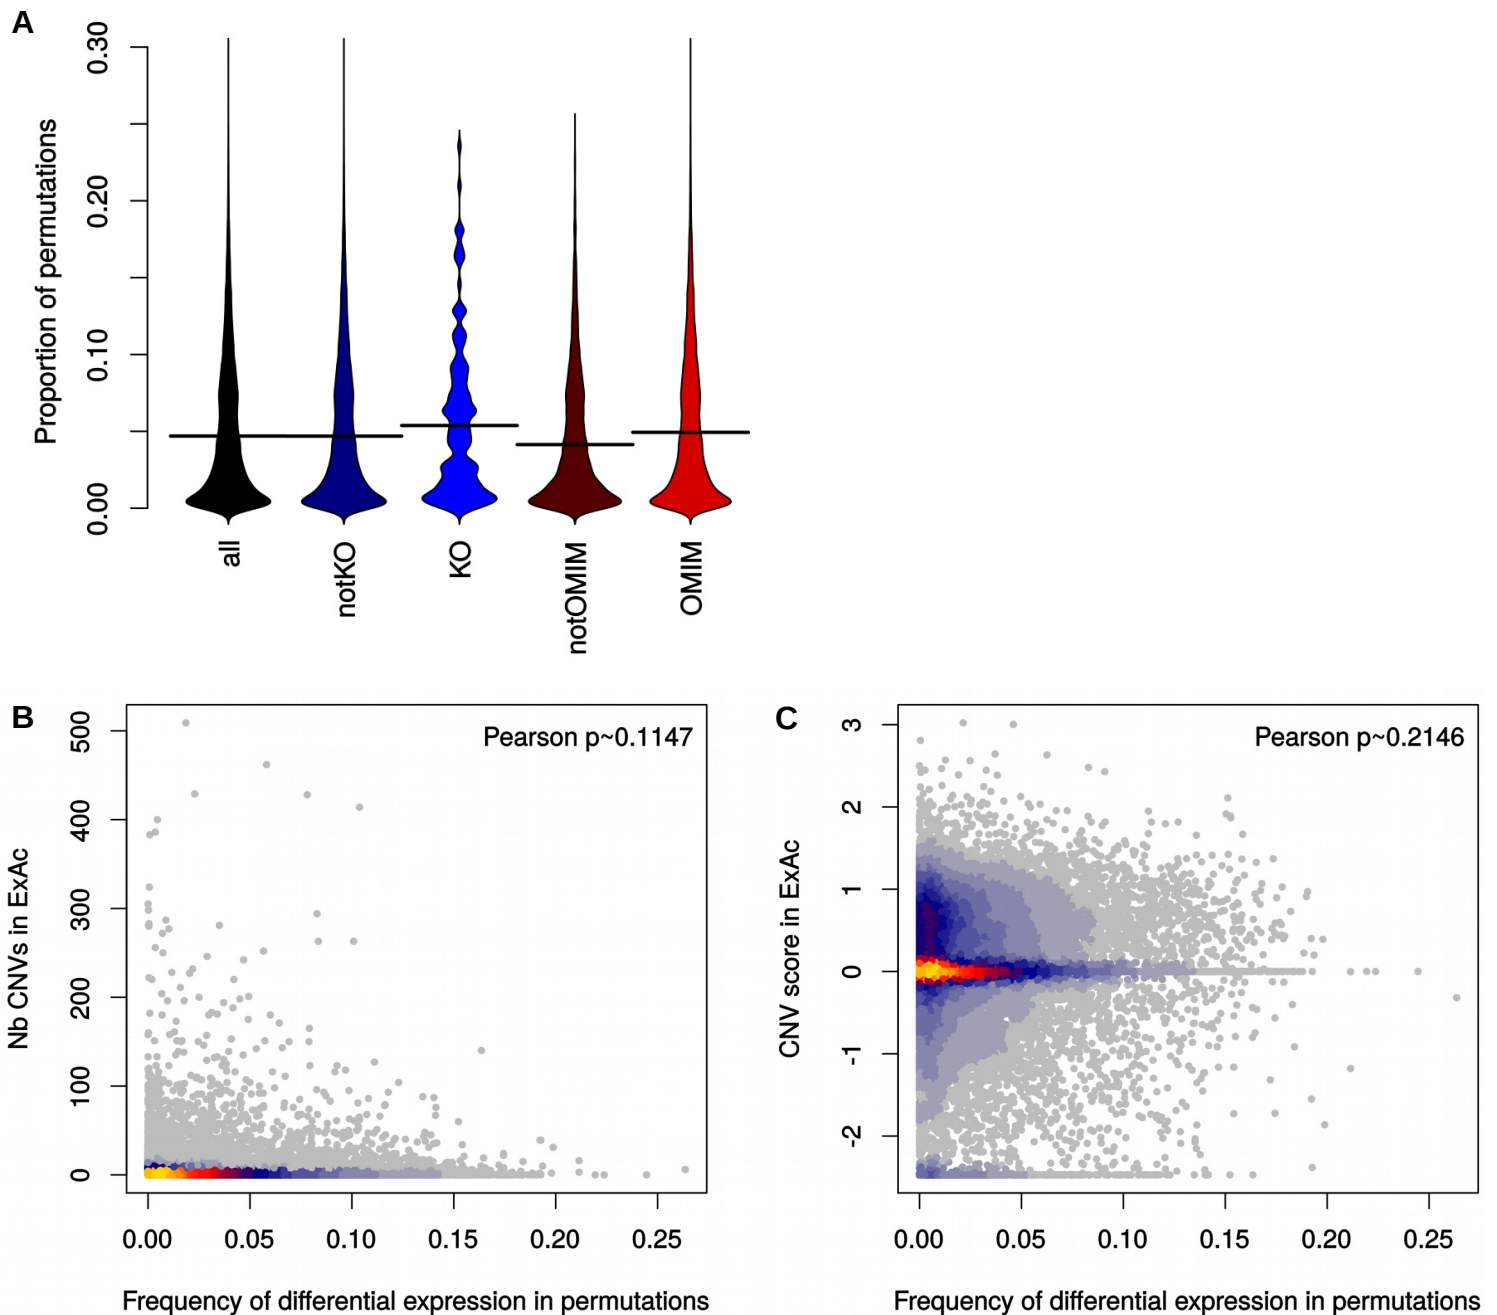 A
Proportion of permutations
0.30
0.20
0.10
0.00
all
notKO
KO
notOMIM
OMIM
B
Pearson p~0.1147
Nb CNVs in ExAc
500
400
300
200
100
0
0.00 0.05 0.10 0.15 0.20 0.25
Frequency of differential expression in permutations
C
Pearson p~0.2146
CNV score in ExAc
3
2
1
0
-1
-2
0.00 0.05 0.10 0.15 0.20 0.25
Frequency of differential expression in permutations